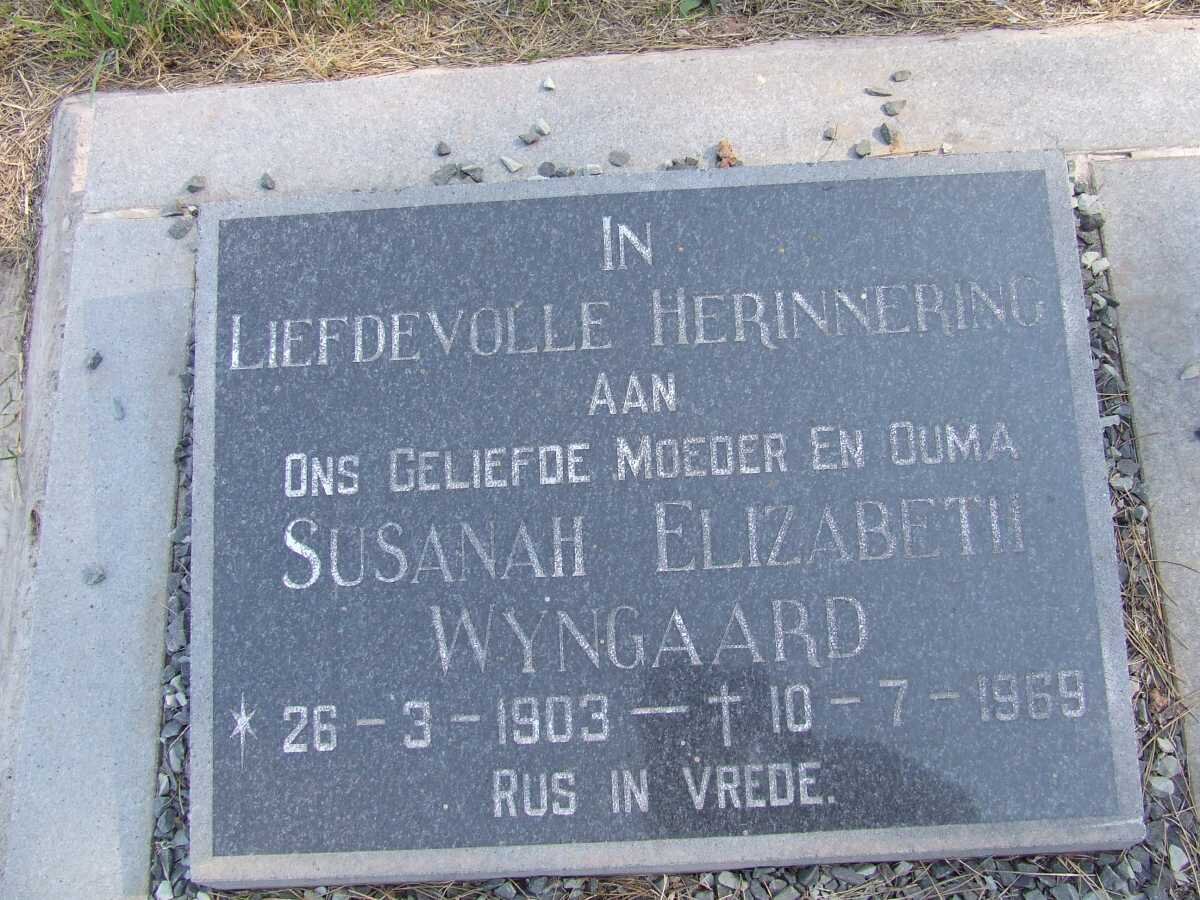 IN
LIEFDEVOLLE HERINNERING
AAN
ONS GELIEFDE MOEDER EN OUMA
SUSANAH ELIZABETH
WYNGAARD
* 26 - 3 - 1903 — † 10 - 7 - 1969
RUS IN VREDE.